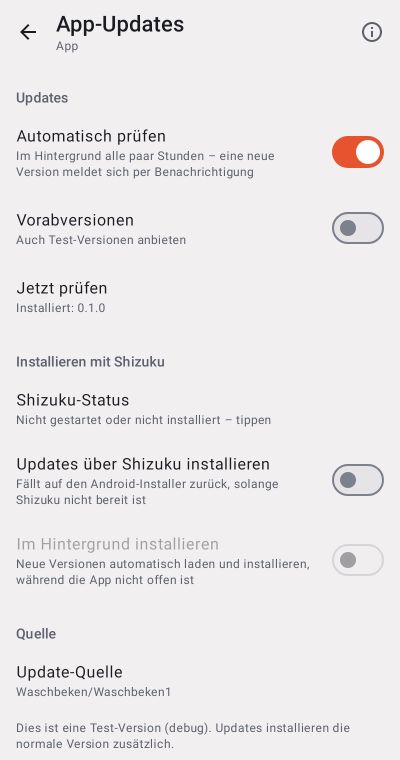 App-Updates
App
Updates
Automatisch prüfen
Im Hintergrund alle paar Stunden – eine neue
Version meldet sich per Benachrichtigung
Vorabversionen
Auch Test-Versionen anbieten
Jetzt prüfen
Installiert: 0.1.0
Installieren mit Shizuku
Shizuku-Status
Nicht gestartet oder nicht installiert – tippen
Updates über Shizuku installieren
Fällt auf den Android-Installer zurück, solange
Shizuku nicht bereit ist
Im Hintergrund installieren
Neue Versionen automatisch laden und installieren,
während die App nicht offen ist
Quelle
Update-Quelle
Waschbeken/Waschbeken1
Dies ist eine Test-Version (debug). Updates installieren die
normale Version zusätzlich.